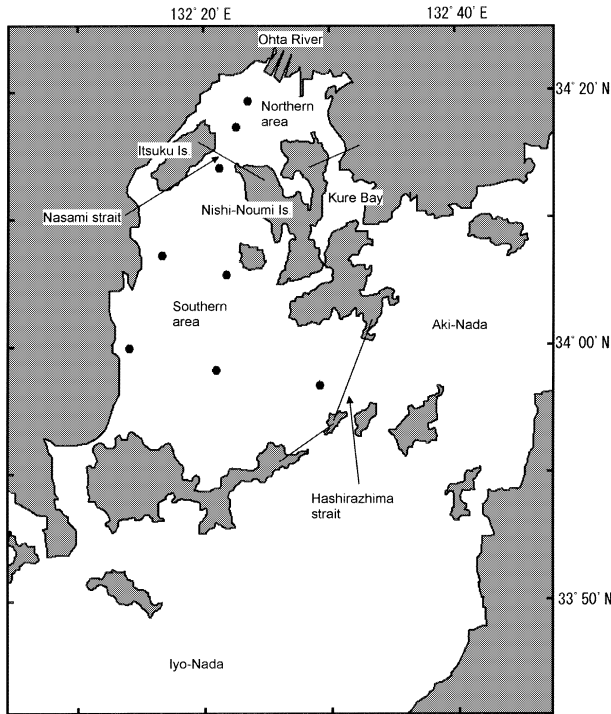 132° 20' E
132° 40' E
Ohta River
34° 20' N
Northern
area
Itsuku Is.
Nasami strait
Nishi-Noumi Is.
Kure Bay
Southern
area
Aki-Nada
34° 00' N
Hashirazhima
strait
33° 50' N
Iyo-Nada